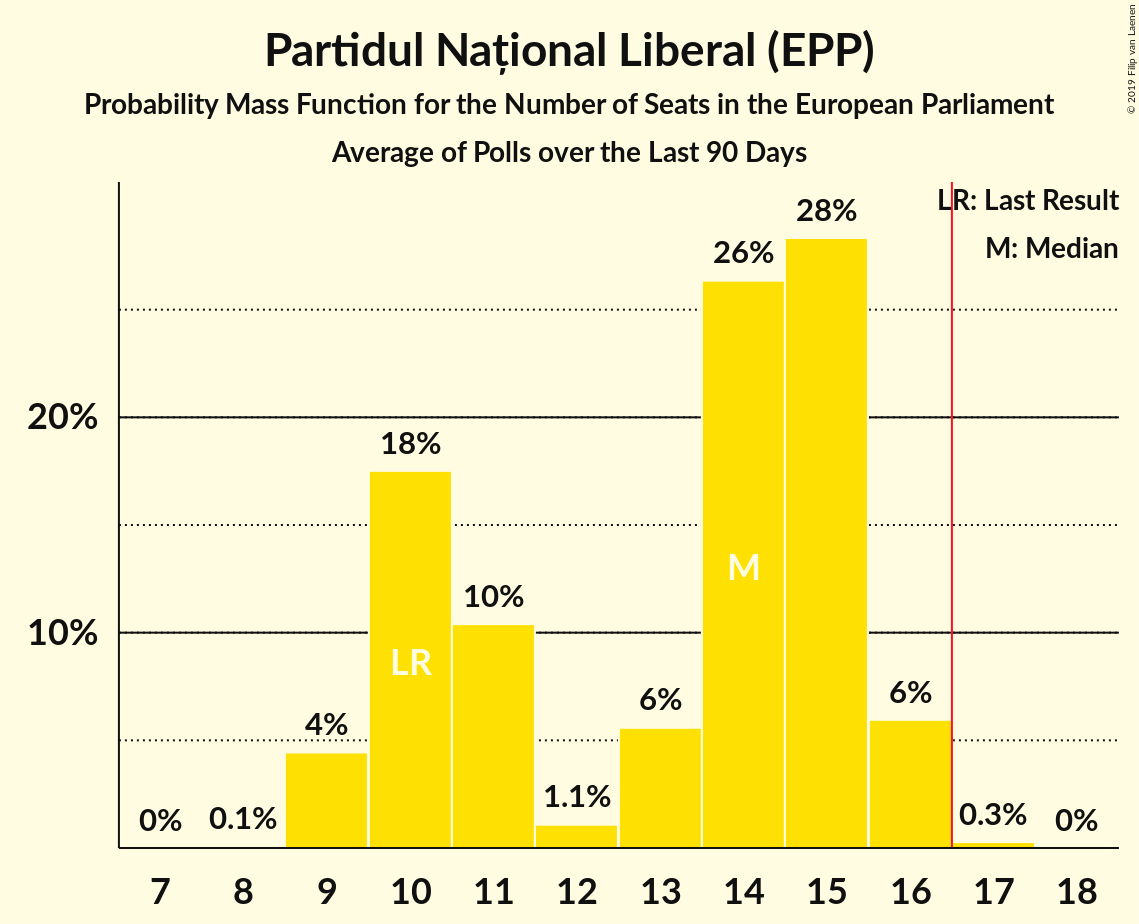 Partidul Național Liberal (EPP)
Probability Mass Function for the Number of Seats in the European Parliament
Average of Polls over the Last 90 Days
© 2019 Filip van Laenen
LR: Last Result
M: Median
28%
26%
20%
18%
10%
10%
6%
6%
4%
1.1%
0%
0.1%
0.3%
0%
M
LR
7 8 9 10 11 12 13 14 15 16 17 18